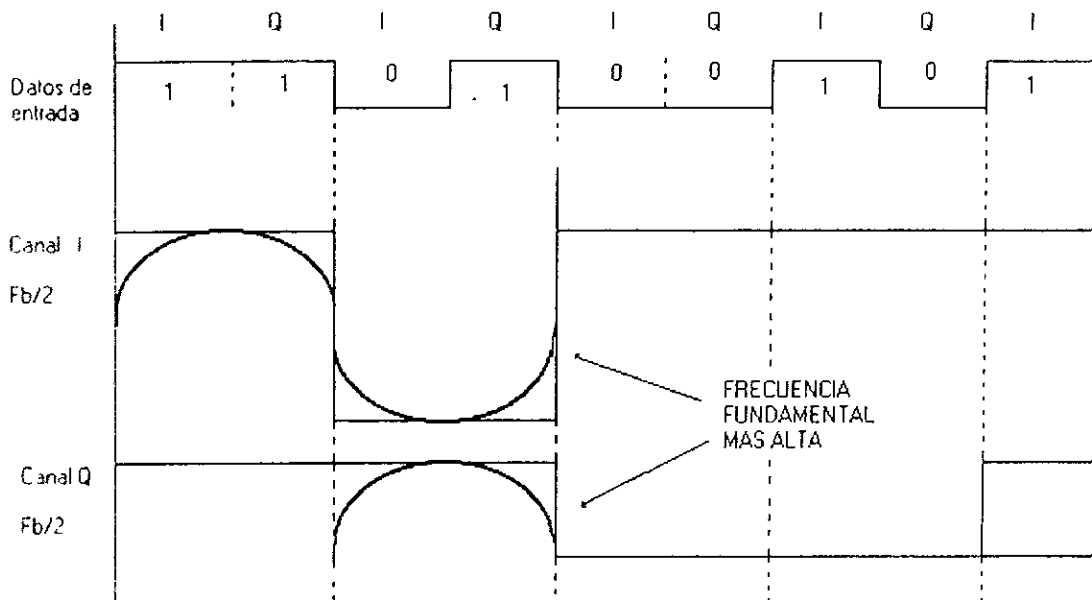 I Q I Q I Q I Q I
Datos de
entrada
1 1 0 1 0 0 1 0 1
Canal I
Fb/2
FRECUENCIA
FUNDAMENTAL
MAS ALTA
Canal Q
Fb/2